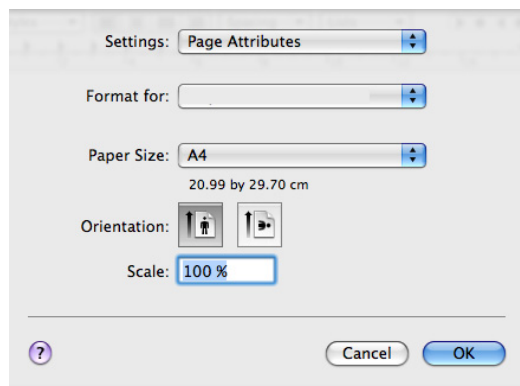 Settings: Page Attributes
Format for:
Paper Size: A4
20.99 by 29.70 cm
Orientation:
Scale: 100 %
? Cancel OK